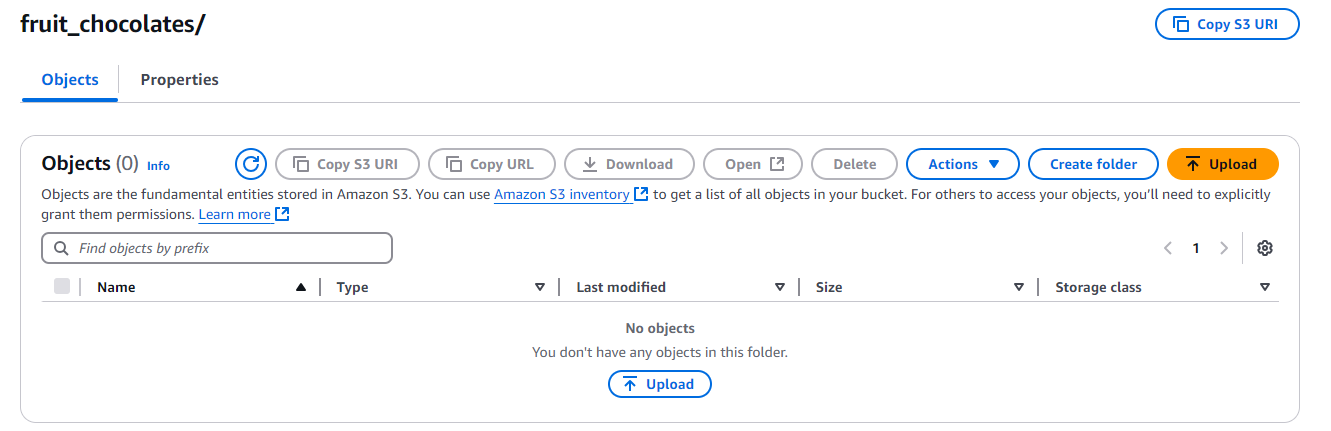 fruit_chocolates/
Copy S3 URI
Objects
Properties
Objects (0) Info
Copy S3 URI
Copy URL
Download
Open
Delete
Actions
Create folder
Upload
Objects are the fundamental entities stored in Amazon S3. You can use Amazon S3 inventory to get a list of all objects in your bucket. For others to access your objects, you'll need to explicitly
grant them permissions. Learn more
Find objects by prefix
1
Name
Type
Last modified
Size
Storage class
No objects
You don't have any objects in this folder.
Upload